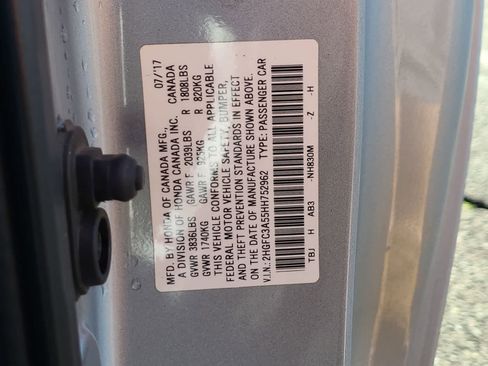 MFD. BY HONDA OF CANADA MFG., 07/'17
A DIVISION OF HONDA CANADA INC. CANADA
GVWR 3836LBS GAWR F 2039LBS R 1808LBS
GVWR 1740KG GAWR F 925KG R 820KG
THIS VEHICLE CONFORMS TO ALL APPLICABLE
FEDERAL MOTOR VEHICLE SAFETY, BUMPER,
AND THEFT PREVENTION STANDARDS IN EFFECT
ON THE DATE OF MANUFACTURE SHOWN ABOVE.
V.I.N.: 2HGFC3A55HH752962 TYPE: PASSENGER CAR
TBJ H AB3 -NH830M -Z -H